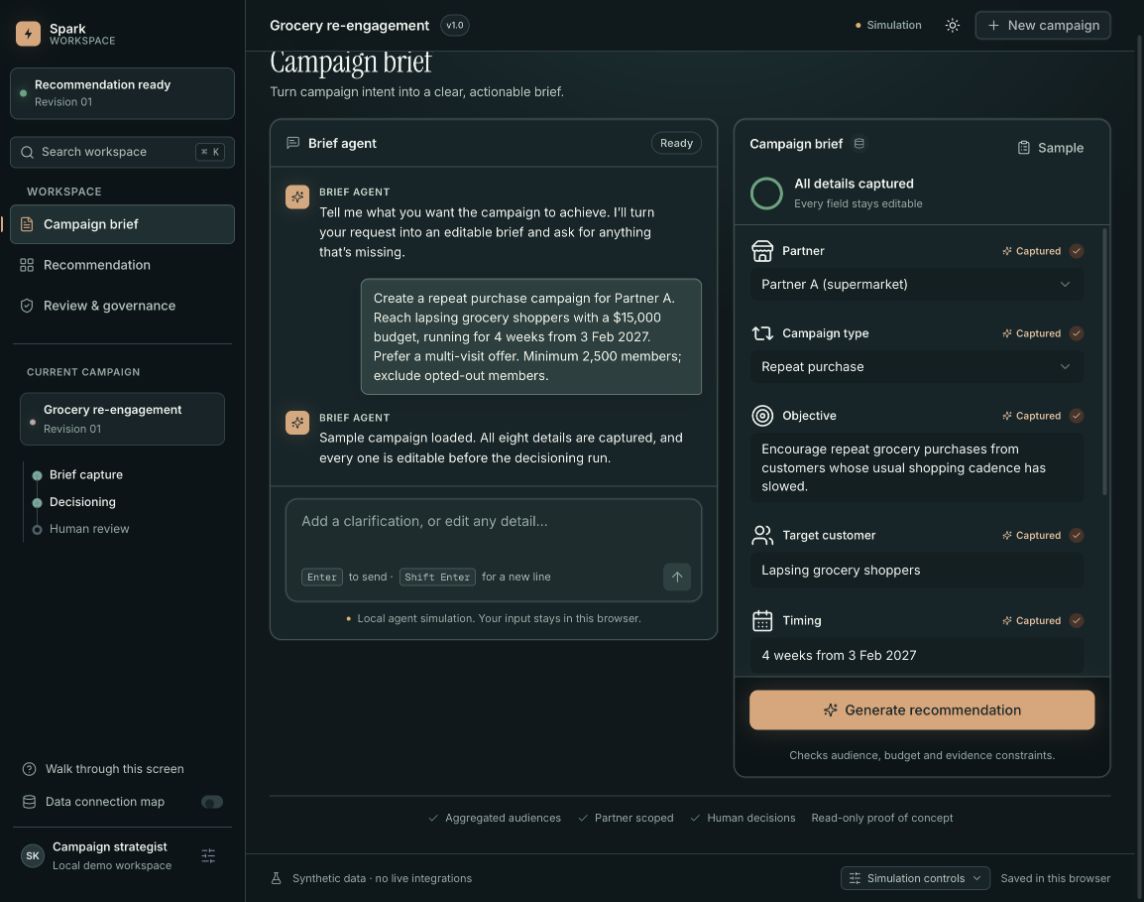 Spark
WORKSPACE
Recommendation ready
Revision 01
Search workspace
⌘ K
WORKSPACE
Campaign brief
Recommendation
Review & governance
CURRENT CAMPAIGN
Grocery re-engagement
Revision 01
Brief capture
Decisioning
Human review
Walk through this screen
Data connection map
SK
Campaign strategist
Local demo workspace
Grocery re-engagement v1.0
Simulation
+ New campaign
Campaign brief
Turn campaign intent into a clear, actionable brief.
Brief agent
Ready
BRIEF AGENT
Tell me what you want the campaign to achieve. I'll turn
your request into an editable brief and ask for anything
that's missing.
Create a repeat purchase campaign for Partner A.
Reach lapsing grocery shoppers with a $15,000
budget, running for 4 weeks from 3 Feb 2027.
Prefer a multi-visit offer. Minimum 2,500 members;
exclude opted-out members.
BRIEF AGENT
Sample campaign loaded. All eight details are captured, and
every one is editable before the decisioning run.
Add a clarification, or edit any detail...
Enter to send · Shift Enter for a new line
Local agent simulation. Your input stays in this browser.
Campaign brief
Sample
All details captured
Every field stays editable
Partner
Captured
Partner A (supermarket)
Campaign type
Captured
Repeat purchase
Objective
Captured
Encourage repeat grocery purchases from
customers whose usual shopping cadence has
slowed.
Target customer
Captured
Lapsing grocery shoppers
Timing
Captured
4 weeks from 3 Feb 2027
Generate recommendation
Checks audience, budget and evidence constraints.
Aggregated audiences
Partner scoped
Human decisions
Read-only proof of concept
Synthetic data · no live integrations
Simulation controls
Saved in this browser